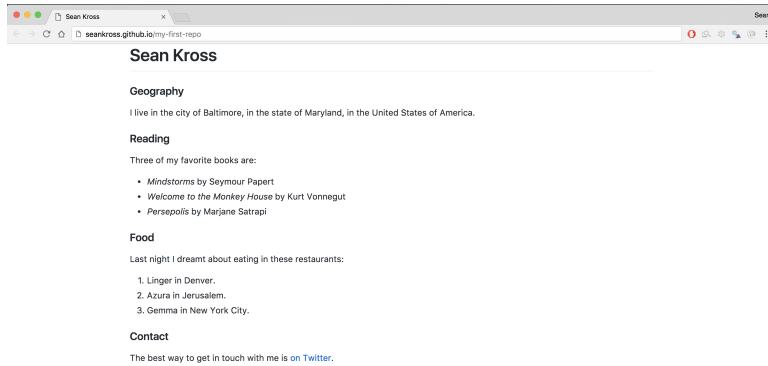 Sean Kross
Sean
seankross.github.io/my-first-repo
Sean Kross
Geography
I live in the city of Baltimore, in the state of Maryland, in the United States of America.
Reading
Three of my favorite books are:
• Mindstorms by Seymour Papert
• Welcome to the Monkey House by Kurt Vonnegut
• Persepolis by Marjane Satrapi
Food
Last night I dreamt about eating in these restaurants:
1. Linger in Denver.
2. Azura in Jerusalem.
3. Gemma in New York City.
Contact
The best way to get in touch with me is on Twitter.